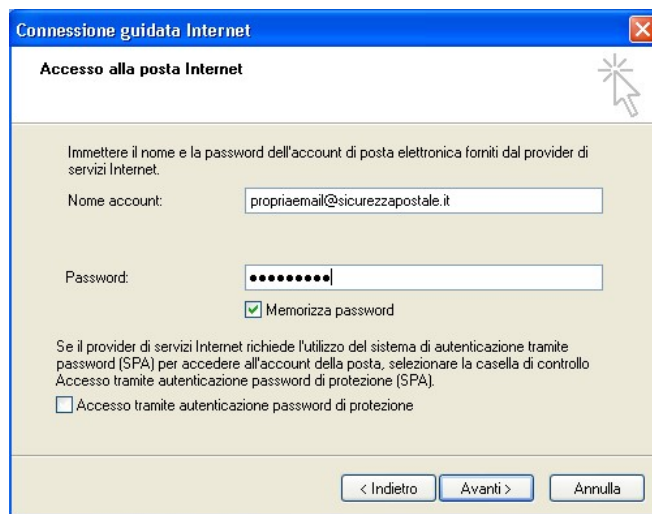 Connessione guidata Internet
Accesso alla posta Internet
Immettere il nome e la password dell'account di posta elettronica forniti dal provider di
servizi Internet.
Nome account:
propriaemail@sicurezzapostale.it
Password:
●●●●●●●●●
Memorizza password
Se il provider di servizi Internet richiede l'utilizzo del sistema di autenticazione tramite
password (SPA) per accedere all'account della posta, selezionare la casella di controllo
Accesso tramite autenticazione password di protezione (SPA).
Accesso tramite autenticazione password di protezione
< Indietro
Avanti >
Annulla